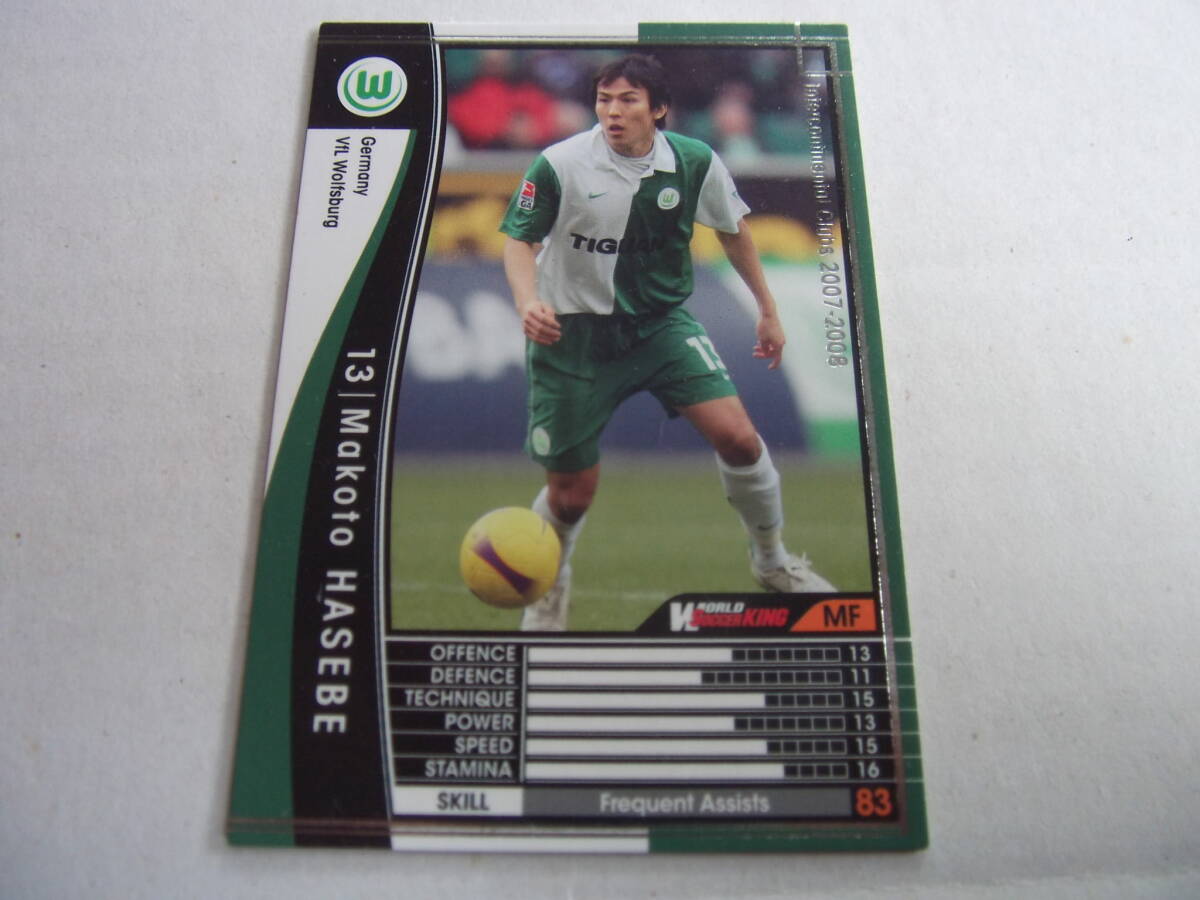 Germany
VfL Wolfsburg
13 | Makoto HASEBE
Intercontinental Clubs 2007-2008
TIGUAN
13
WORLD
SOCCER KING
MF
OFFENCE 13
DEFENCE 11
TECHNIQUE 15
POWER 13
SPEED 15
STAMINA 16
SKILL Frequent Assists 83